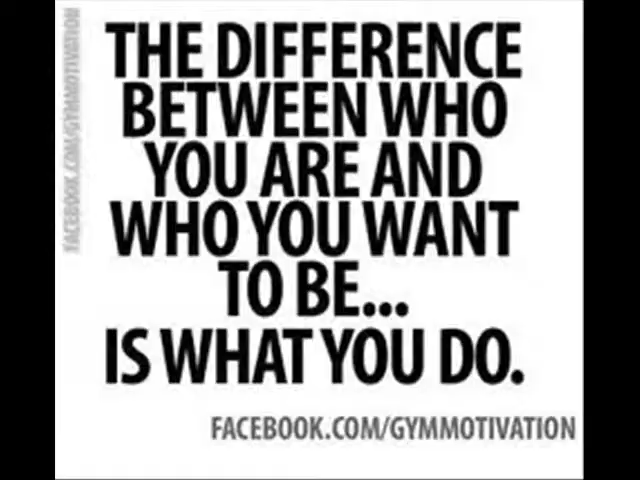 THE DIFFERENCE
BETWEEN WHO
YOU ARE AND
WHO YOU WANT
TO BE...
IS WHAT YOU DO.
FACEBOOK.COM/GYMMOTIVATION
FACEBOOK.COM/GYMMOTIVATION